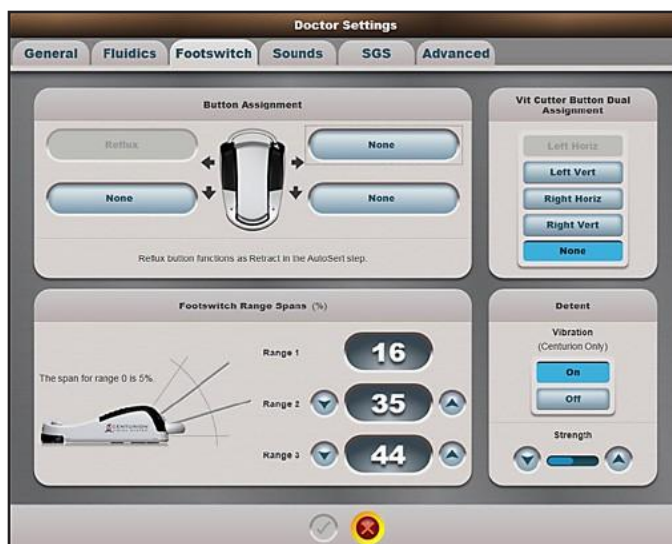 Doctor Settings
General Fluidics Footswitch Sounds SGS Advanced
Button Assignment
Reflux
None
None
None
Reflux button functions as Retract in the AutoSert step.
Vit Cutter Button Dual
Assignment
Left Horiz
Left Vert
Right Horiz
Right Vert
None
Footswitch Range Spans (%)
The span for range 0 is 5%.
CENTURION
Range 1 16
Range 2 35
Range 3 44
Detent
Vibration
(Centurion Only)
On
Off
Strength